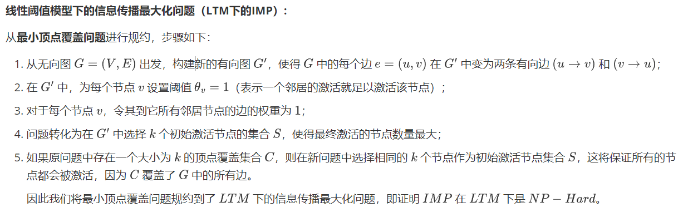 线性阈值模型下的信息传播最大化问题（LTM下的IMP）：
从最小顶点覆盖问题进行规约，步骤如下：
1. 从无向图 G = (V, E) 出发，构建新的有向图 G′，使得 G 中的每个边 e = (u, v) 在 G′ 中变为两条有向边 (u → v) 和 (v → u)；
2. 在 G′ 中，为每个节点 v 设置阈值 θᵥ = 1（表示一个邻居的激活就足以激活该节点）；
3. 对于每个节点 v，令其到它所有邻居节点的边的权重为 1；
4. 问题转化为在 G′ 中选择 k 个初始激活节点的集合 S，使得最终激活的节点数量最大；
5. 如果原问题中存在一个大小为 k 的顶点覆盖集合 C，则在新问题中选择相同的 k 个节点作为初始激活节点集合 S，这将保证所有的节
点都会被激活，因为 C 覆盖了 G 中的所有边。
因此我们将最小顶点覆盖问题规约到了 LTM 下的信息传播最大化问题，即证明 IMP 在 LTM 下是 NP − Hard。